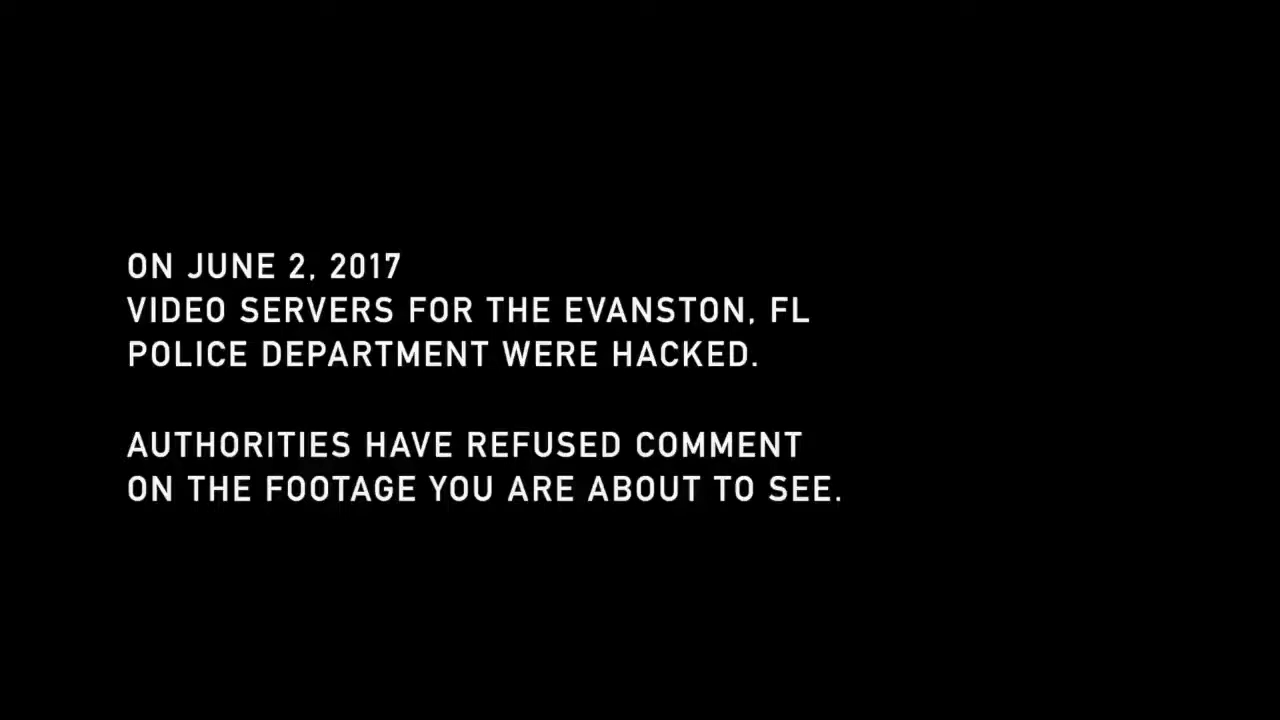 ON JUNE 2, 2017
VIDEO SERVERS FOR THE EVANSTON, FL
POLICE DEPARTMENT WERE HACKED.
AUTHORITIES HAVE REFUSED COMMENT
ON THE FOOTAGE YOU ARE ABOUT TO SEE.